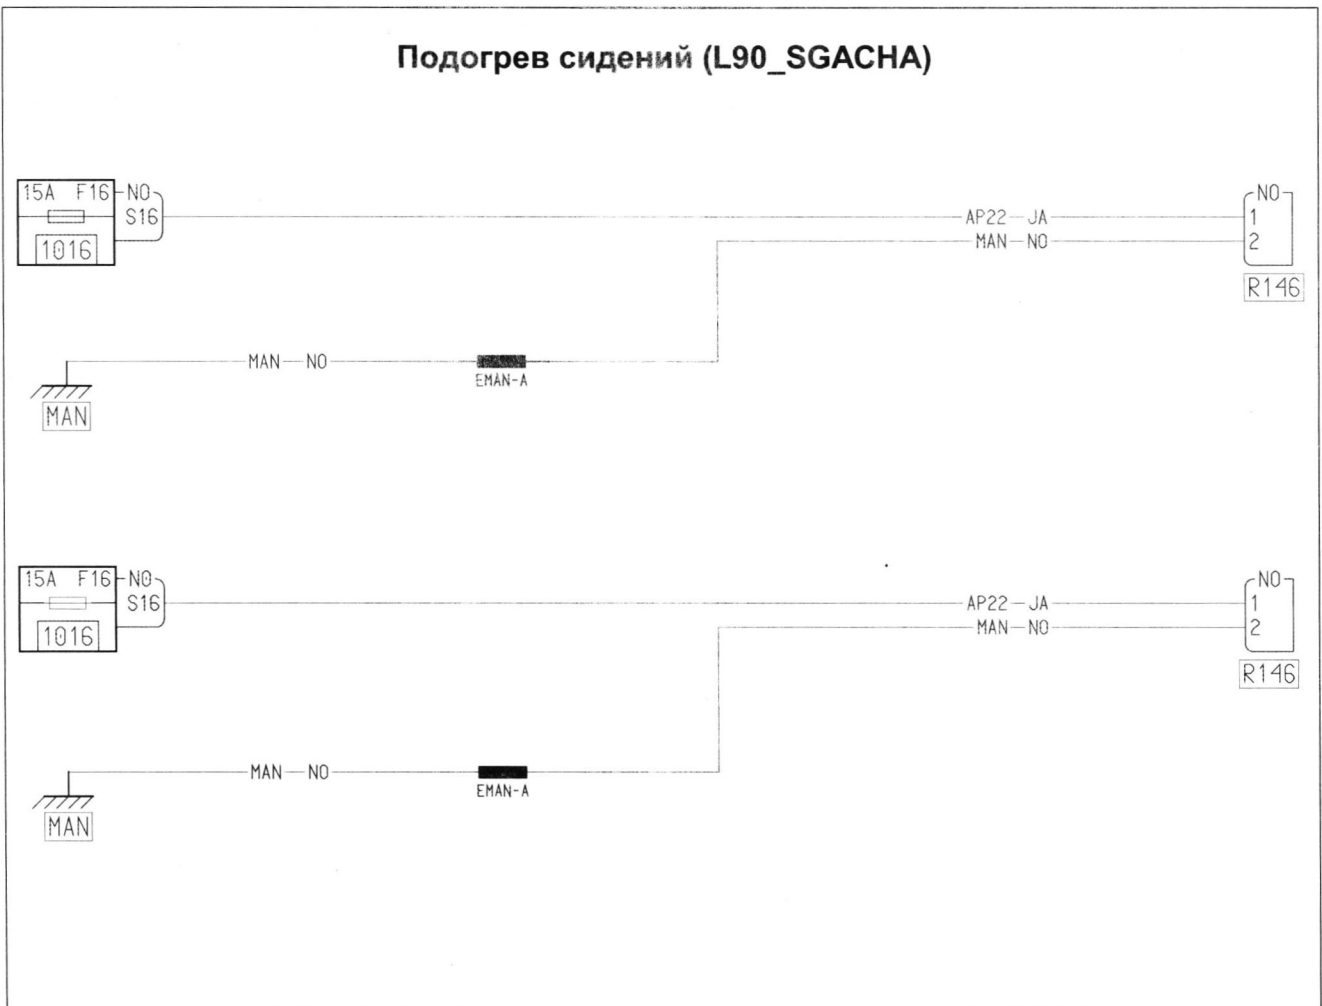 Подогрев сидений (L90_SGACHA)
15A F16 NO
S16
1016
AP22 JA
MAN NO
NO
1
2
R146
MAN NO
EMAN-A
MAN
15A F16 NO
S16
1016
AP22 JA
MAN NO
NO
1
2
R146
MAN NO
EMAN-A
MAN